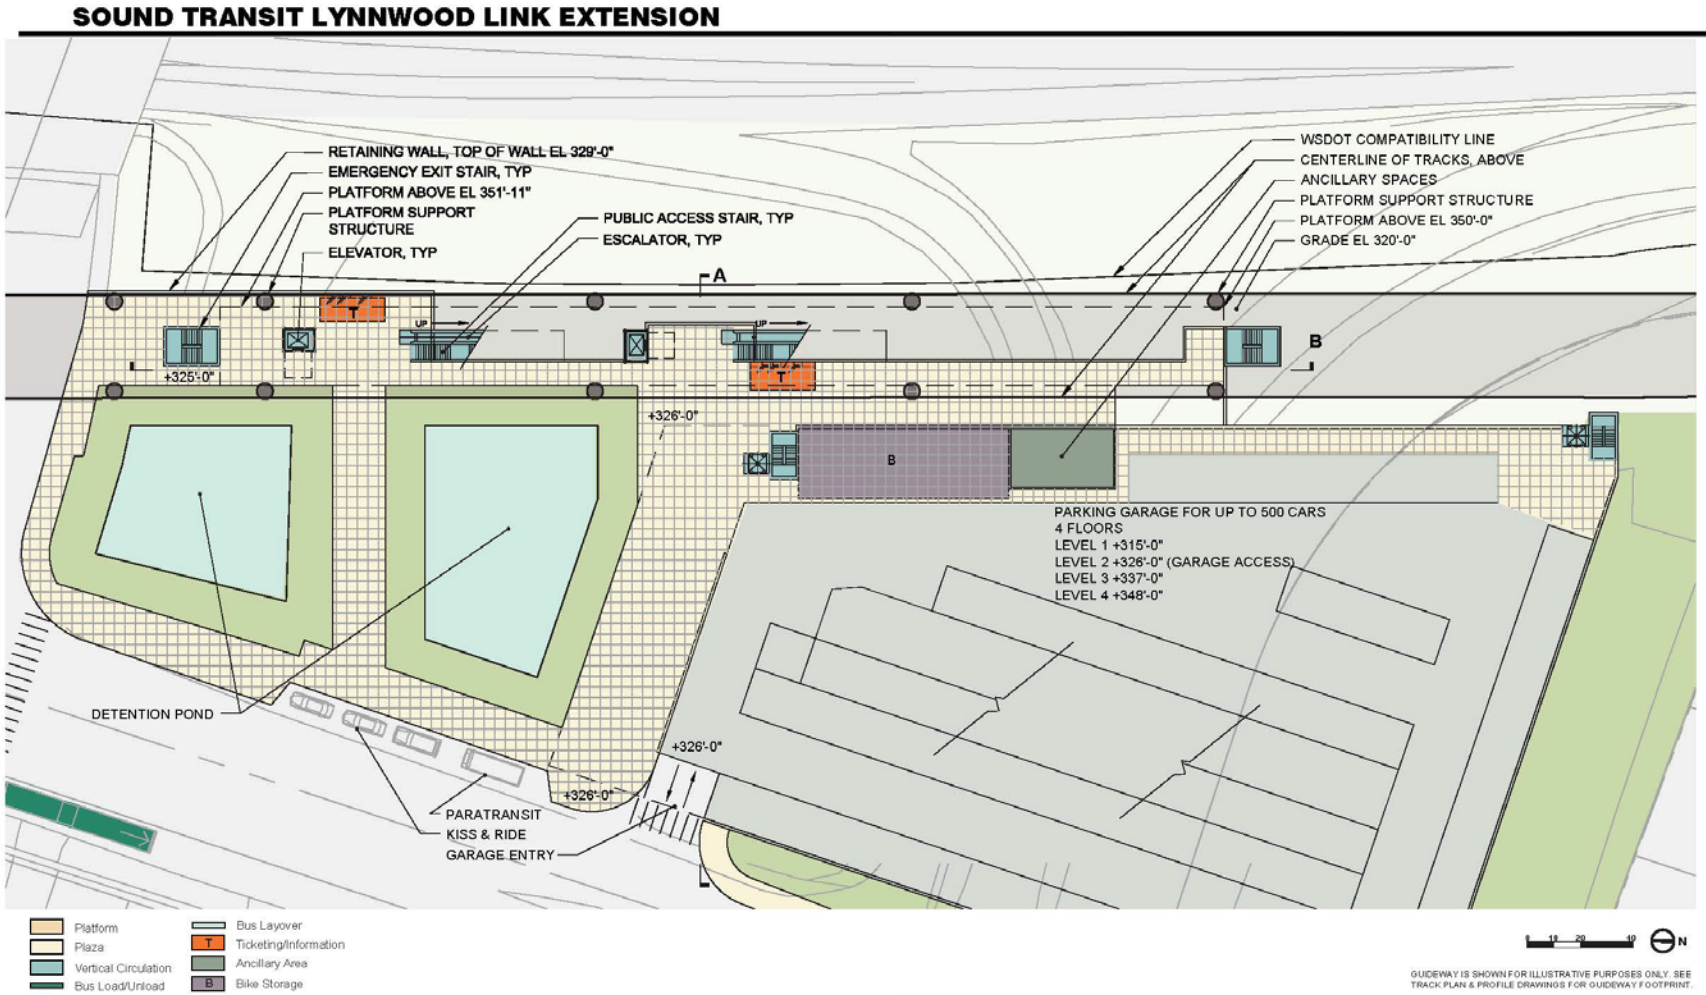 SOUND TRANSIT LYNNWOOD LINK EXTENSION
RETAINING WALL, TOP OF WALL EL 329'-0"
EMERGENCY EXIT STAIR, TYP
PLATFORM ABOVE EL 351'-11"
PLATFORM SUPPORT
STRUCTURE
ELEVATOR, TYP
PUBLIC ACCESS STAIR, TYP
ESCALATOR, TYP
WSDOT COMPATIBILITY LINE
CENTERLINE OF TRACKS, ABOVE
ANCILLARY SPACES
PLATFORM SUPPORT STRUCTURE
PLATFORM ABOVE EL 350'-0"
GRADE EL 320'-0"
A
T
UP
UP
B
+325'-0"
T
+326'-0"
B
PARKING GARAGE FOR UP TO 500 CARS
4 FLOORS
LEVEL 1 +315'-0"
LEVEL 2 +326'-0" (GARAGE ACCESS)
LEVEL 3 +337'-0"
LEVEL 4 +348'-0"
DETENTION POND
+326'-0"
+326'-0"
PARATRANSIT
KISS & RIDE
GARAGE ENTRY
Platform
Plaza
Vertical Circulation
Bus Load/Unload
Bus Layover
T Ticketing/Information
Ancillary Area
B Bike Storage
0 10 20 40
N
GUIDEWAY IS SHOWN FOR ILLUSTRATIVE PURPOSES ONLY. SEE
TRACK PLAN & PROFILE DRAWINGS FOR GUIDEWAY FOOTPRINT.